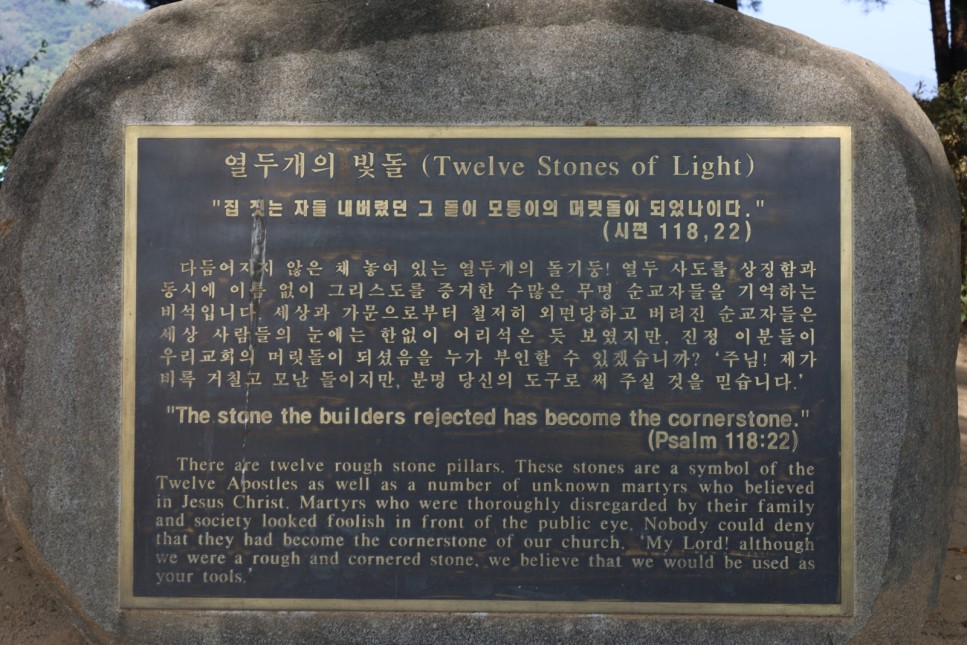 열두개의 빛돌 (Twelve Stones of Light)
"집 짓는 자들 내버렸던 그 돌이 모퉁이의 머릿돌이 되었나이다."
(시편 118,22)
다듬어지지 않은 채 놓여 있는 열두개의 돌기둥! 열두 사도를 상징함과
동시에 이름 없이 그리스도를 증거한 수많은 무명 순교자들을 기억하는
비석입니다. 세상과 가문으로부터 철저히 외면당하고 버려진 순교자들은
세상 사람들의 눈에는 한없이 어리석은 듯 보였지만, 진정 이분들이
우리교회의 머릿돌이 되셨음을 누가 부인할 수 있겠습니까? '주님! 제가
비록 거칠고 모난 돌이지만, 분명 당신의 도구로 써 주실 것을 믿습니다.'
"The stone the builders rejected has become the cornerstone."
(Psalm 118:22)
There are twelve rough stone pillars. These stones are a symbol of the
Twelve Apostles as well as a number of unknown martyrs who believed
in Jesus Christ. Martyrs who were thoroughly disregarded by their family
and society looked foolish in front of the public eye. Nobody could deny
that they had become the cornerstone of our church. 'My Lord! although
we were a rough and cornered stone, we believe that we would be used as
your tools.'